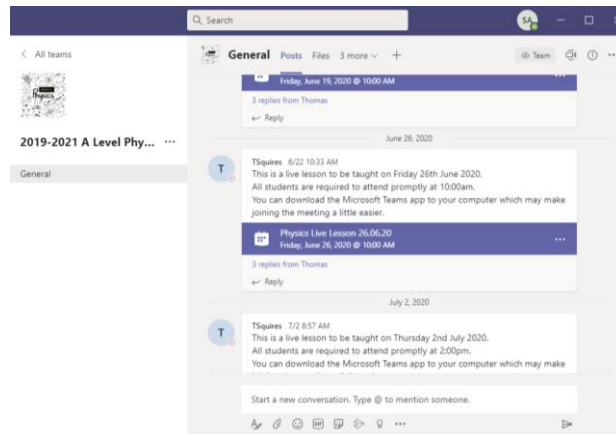 Search
SA
All teams
Physics
2019-2021 A Level Phy...
General
General Posts Files 3 more
Team
Friday, June 19, 2020 @ 10:00 AM
3 replies from Thomas
Reply
June 26, 2020
T
TSquires 6/22 10:33 AM
This is a live lesson to be taught on Friday 26th June 2020.
All students are required to attend promptly at 10:00am.
You can download the Microsoft Teams app to your computer which may make
joining the meeting a little easier.
Physics Live Lesson 26.06.20
Friday, June 26, 2020 @ 10:00 AM
3 replies from Thomas
Reply
July 2, 2020
T
TSquires 7/2 8:57 AM
This is a live lesson to be taught on Thursday 2nd July 2020.
All students are required to attend promptly at 2:00pm.
You can download the Microsoft Teams app to your computer which may make
Start a new conversation. Type @ to mention someone.
GIF